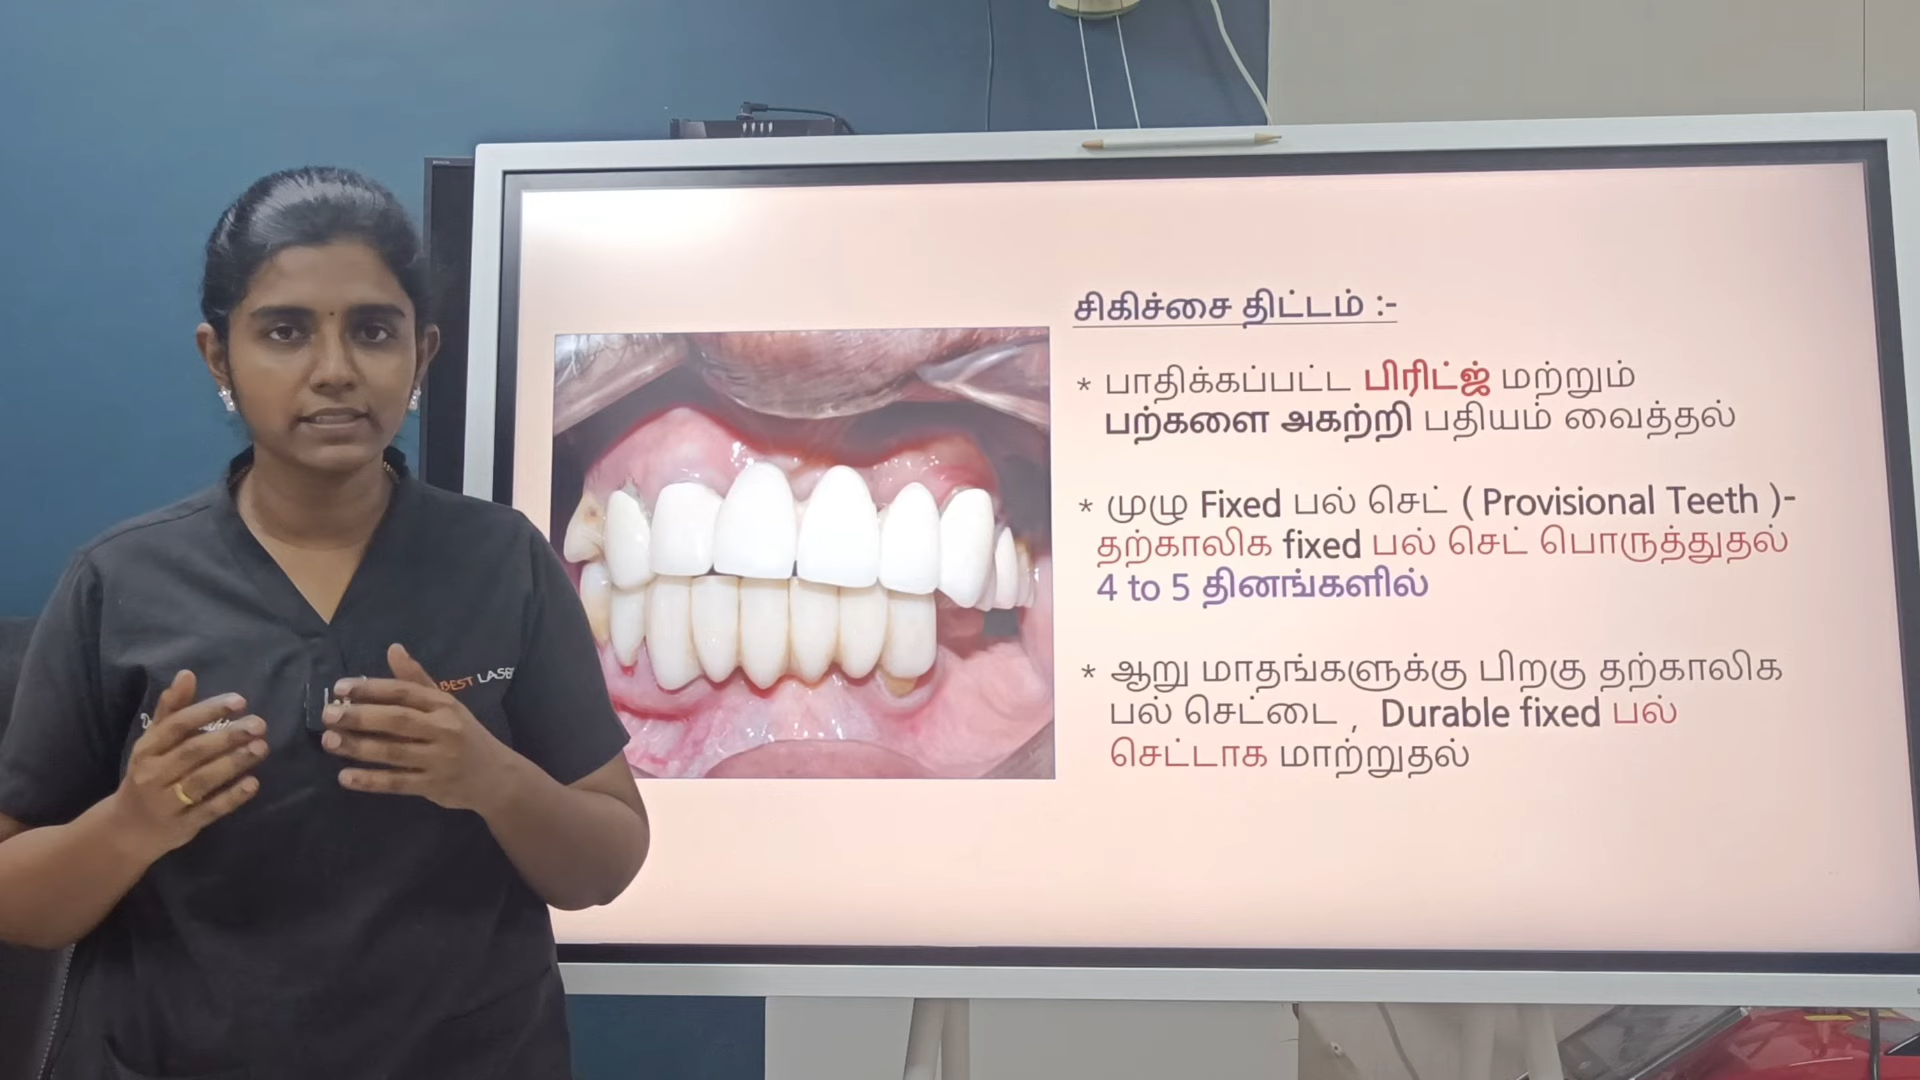 சிகிச்சை திட்டம் :-
* பாதிக்கப்பட்ட பிரிட்ஜ் மற்றும்
பற்களை அகற்றி பதியம் வைத்தல்
* முழு Fixed பல் செட் ( Provisional Teeth )-
தற்காலிக fixed பல் செட் பொருத்துதல்
4 to 5 தினங்களில்
* ஆறு மாதங்களுக்கு பிறகு தற்காலிக
பல் செட்டை , Durable fixed பல்
செட்டாக மாற்றுதல்
BEST LASER